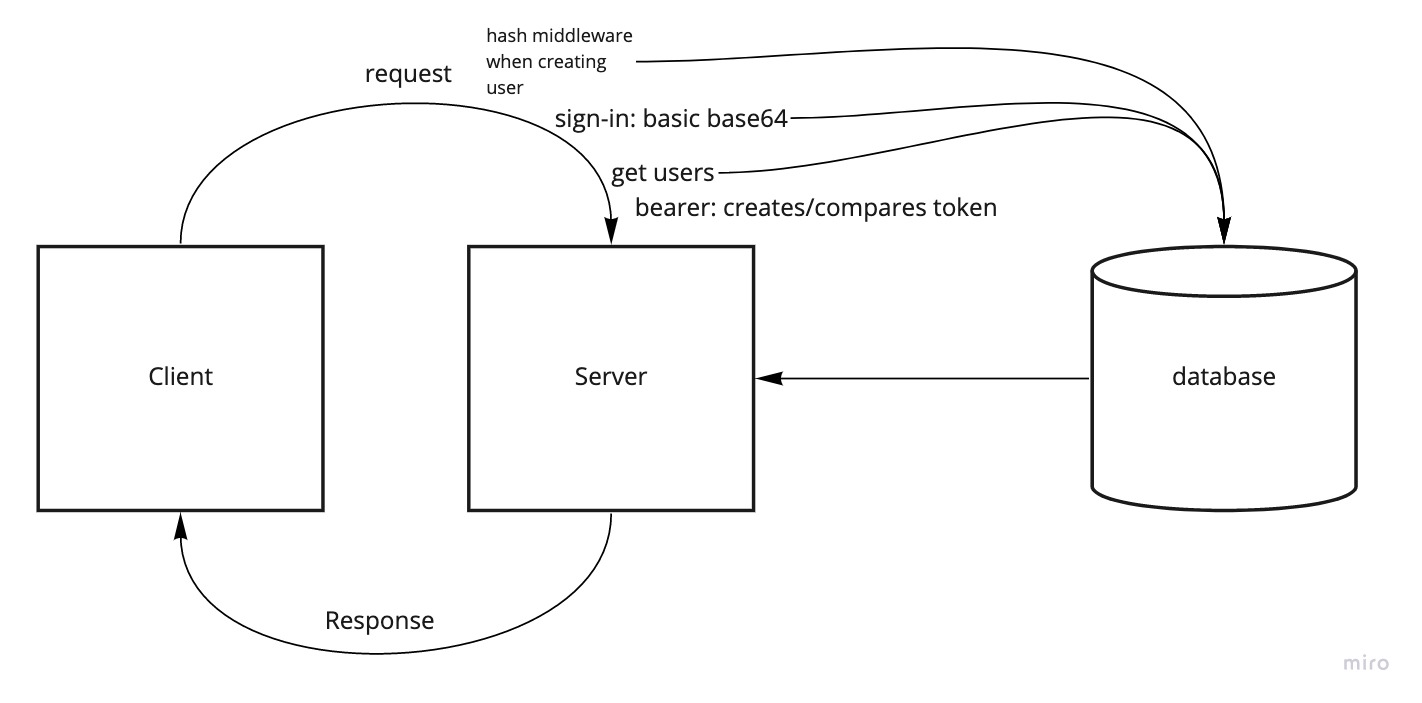 hash middleware
when creating
user
request
sign-in: basic base64
get users
bearer: creates/compares token
Client
Server
database
Response
miro